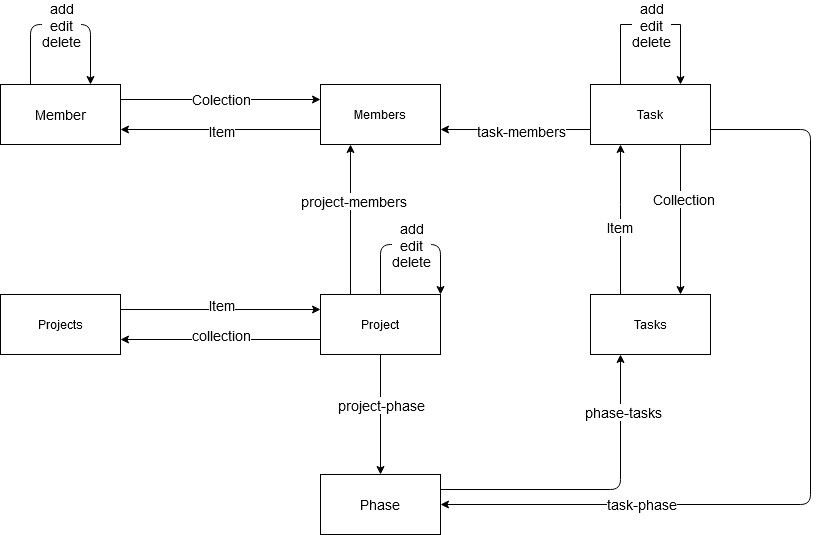 add
edit
delete
add
edit
delete
Member
Colection
Item
Members
task-members
Task
project-members
Collection
Item
add
edit
delete
Projects
Item
collection
Project
Tasks
project-phase
phase-tasks
Phase
task-phase